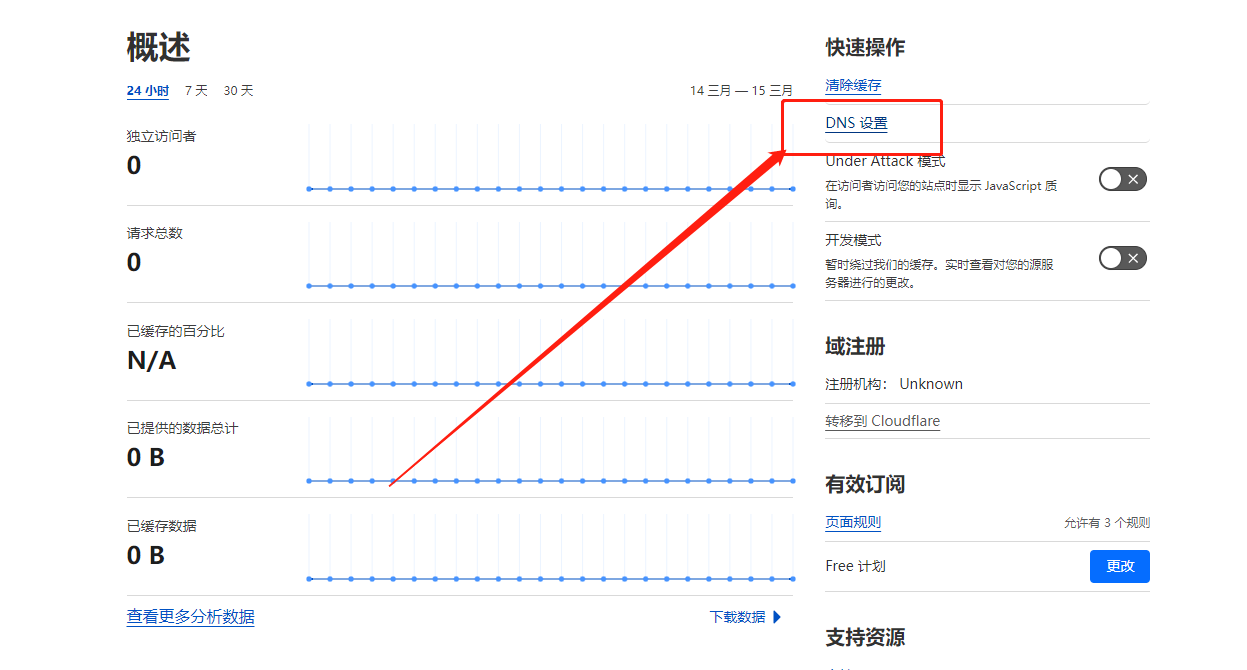 概述
24 小时 7 天 30 天 14 三月 — 15 三月
独立访问者
0
请求总数
0
已缓存的百分比
N/A
已提供的数据总计
0 B
已缓存数据
0 B
查看更多分析数据 下载数据
快速操作
清除缓存
DNS 设置
Under Attack 模式
在访问者访问您的站点时显示 JavaScript 质
询。
开发模式
暂时绕过我们的缓存。实时查看对您的源服
务器进行的更改。
域注册
注册机构： Unknown
转移到 Cloudflare
有效订阅
页面规则 允许有 3 个规则
Free 计划 更改
支持资源